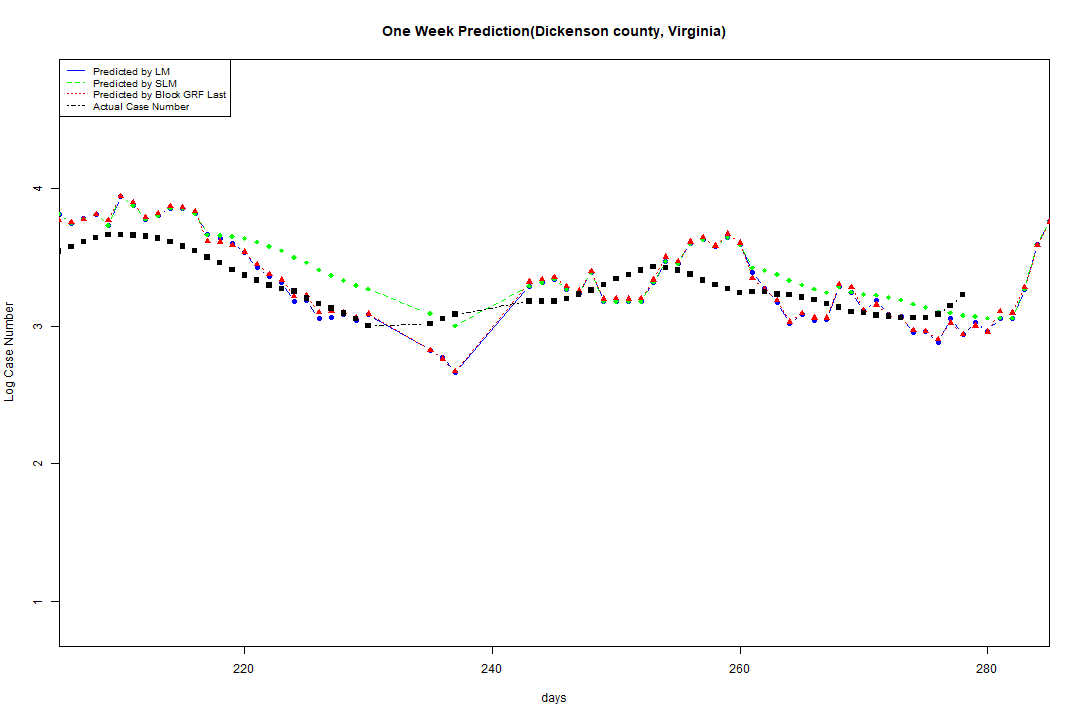 One Week Prediction(Dickenson county, Virginia)
Predicted by LM
Predicted by SLM
Predicted by Block GRF Last
Actual Case Number
4
3
2
1
Log Case Number
220 240 260 280
days